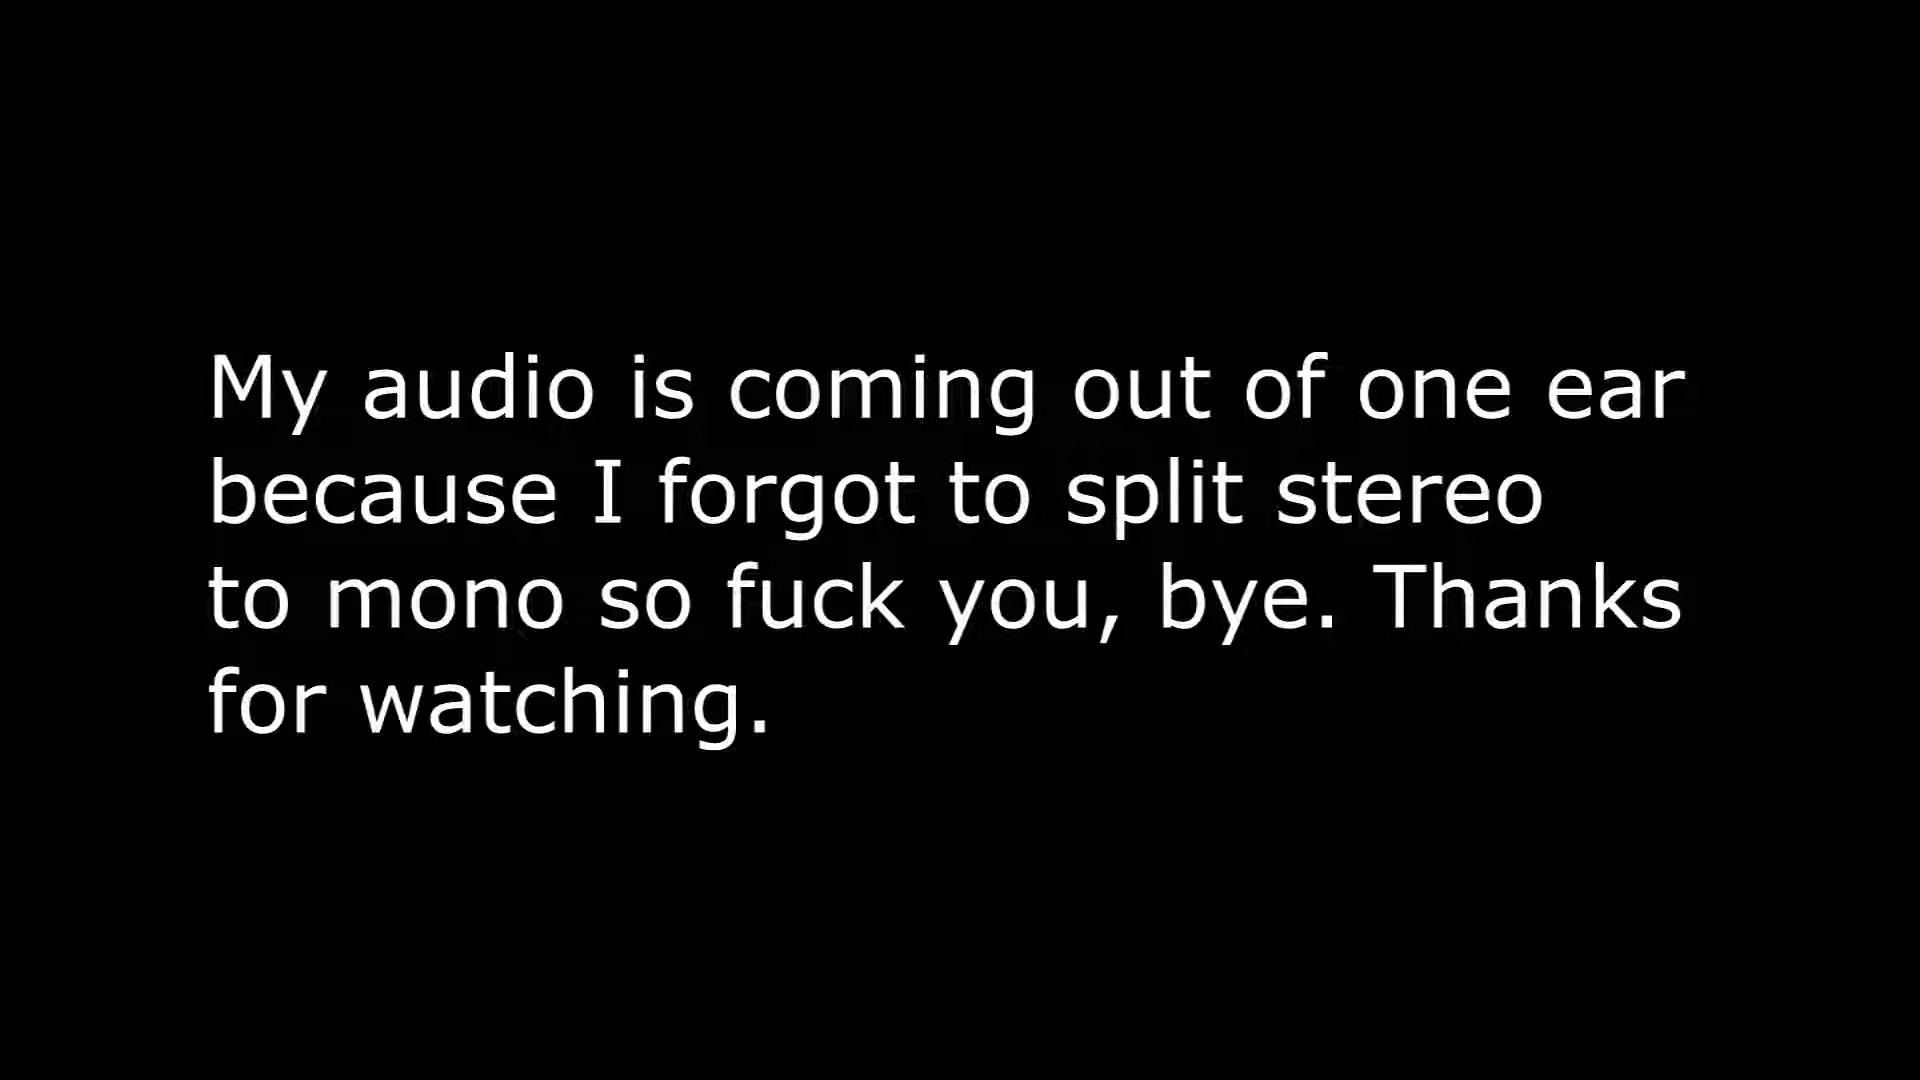 My audio is coming out of one ear
because I forgot to split stereo
to mono so fuck you, bye. Thanks
for watching.